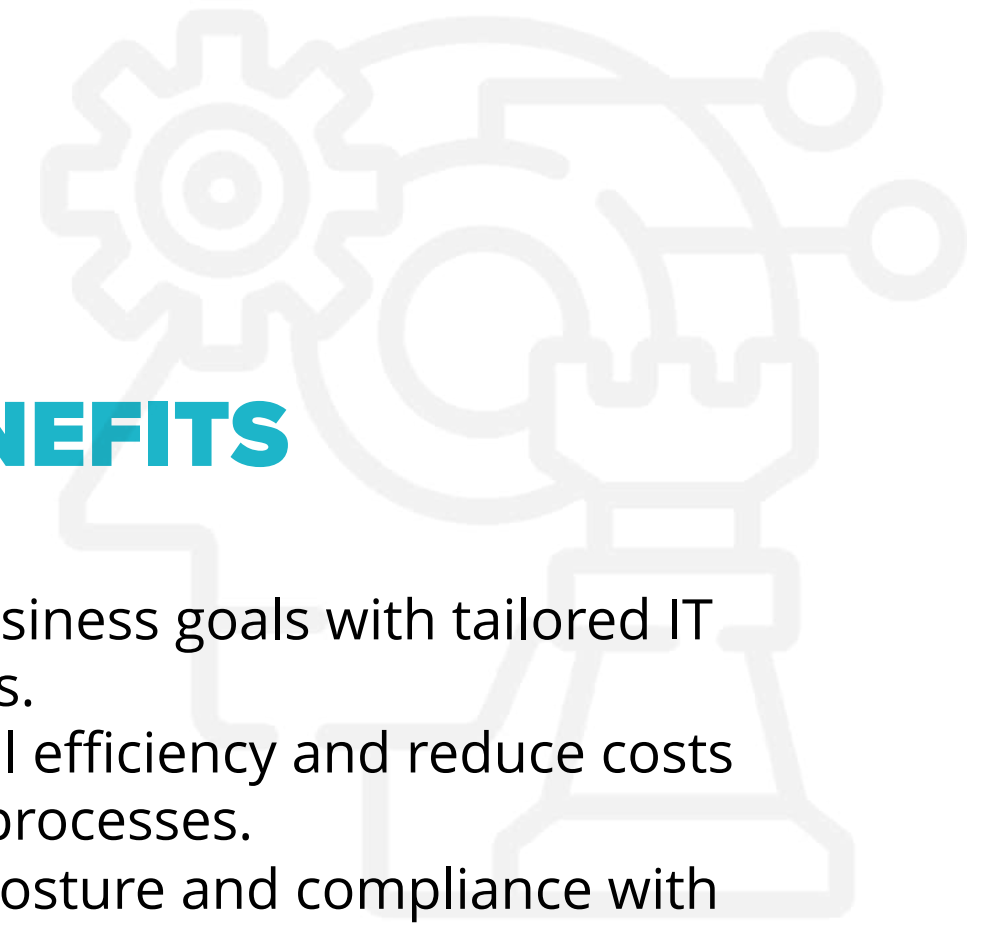 NEFITS
siness goals with tailored IT
s.
l efficiency and reduce costs
processes.
osture and compliance with